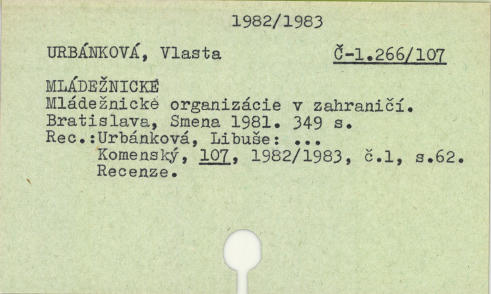 1982/1983
URBÁNKOVÁ, Vlasta Č-1.266/107
MLÁDEŽNICKÉ
Mládežnické organizácie v zahraničí.
Bratislava, Smena 1981. 349 s.
Rec.:Urbánková, Libuše: ...
Komenský, 107, 1982/1983, č.1, s.62.
Recenze.